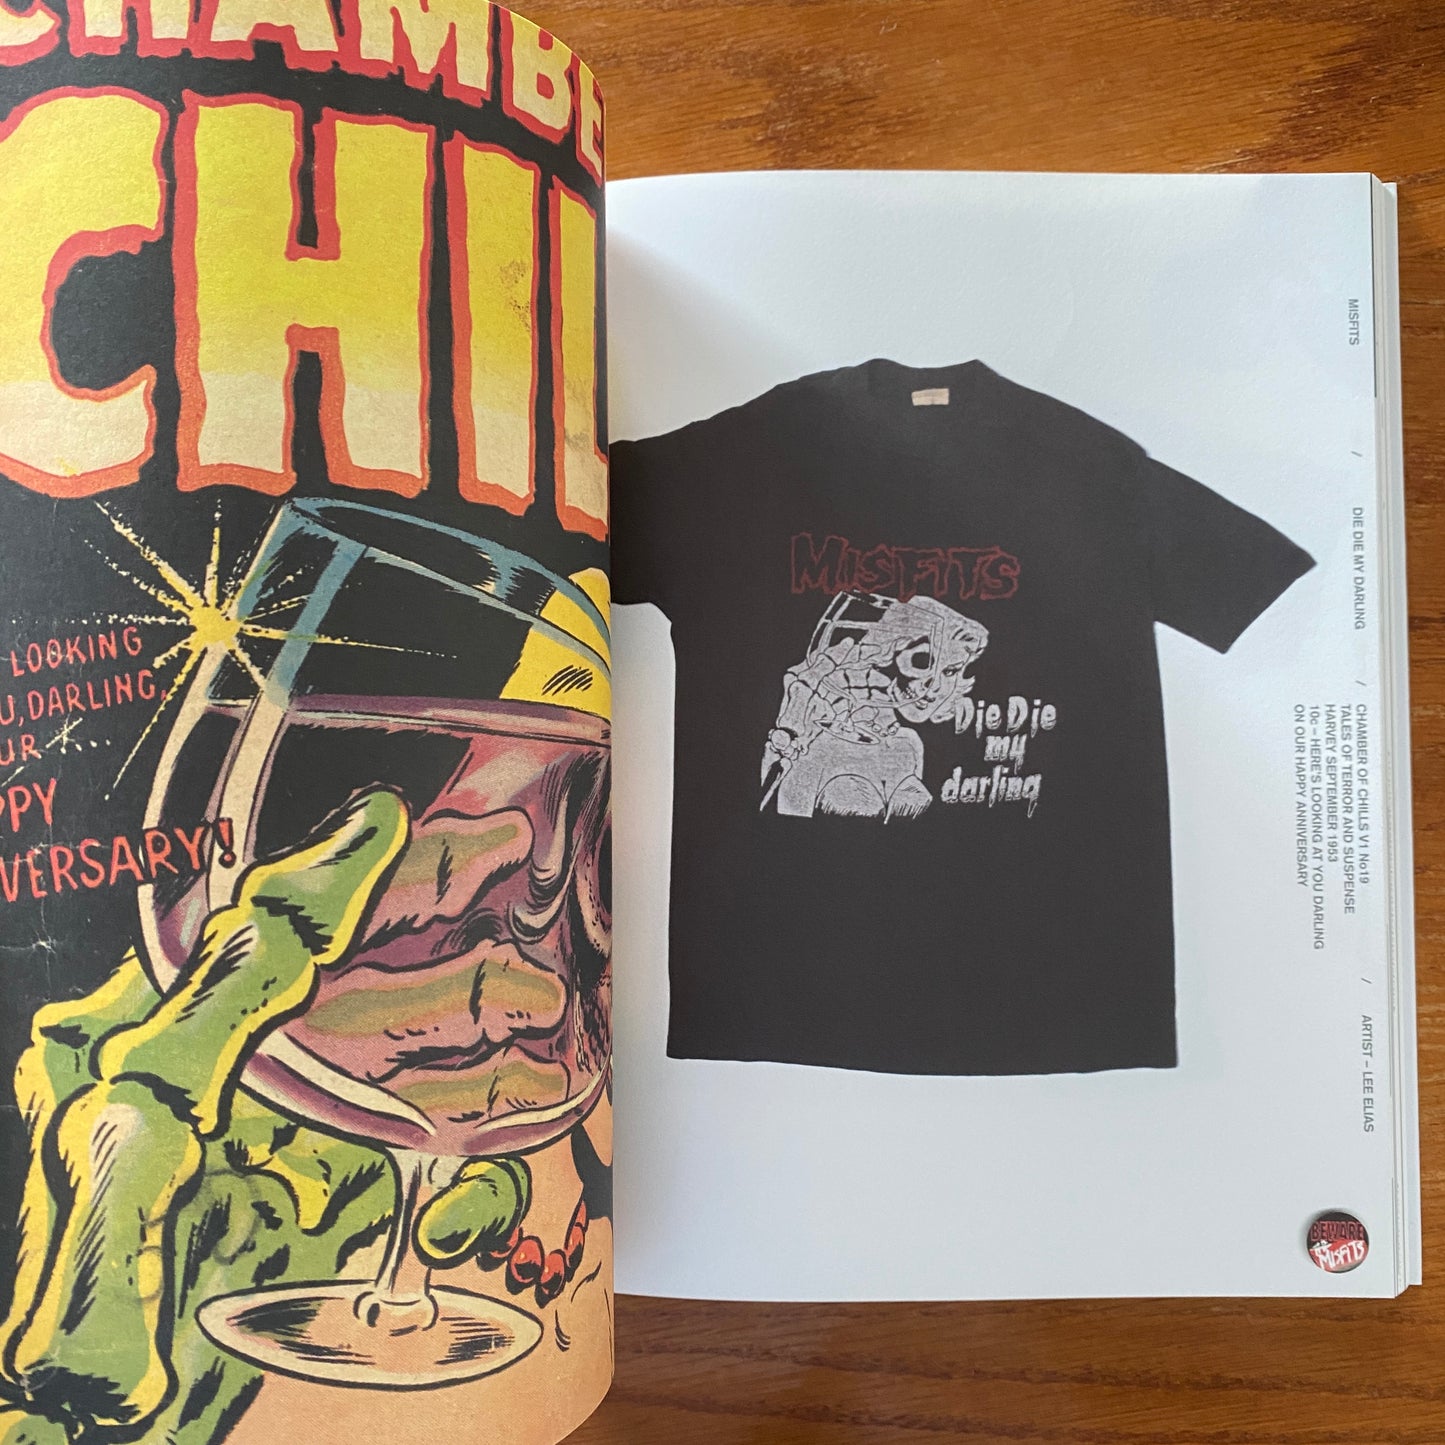 CHAMBE
CHIL
LOOKING
U, DARLING,
UR
PPY
VERSARY!
MISFITS
Die Die
my
darling
MISFITS
/
DIE DIE MY DARLING
/
CHAMBER OF CHILLS V1 No19
TALES OF TERROR AND SUSPENSE
HARVEY SEPTEMBER 1953
10c – HERE'S LOOKING AT YOU DARLING
ON OUR HAPPY ANNIVERSARY
/
ARTIST – LEE ELIAS
BEWARE
MISFITS